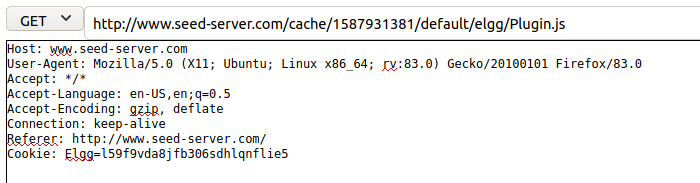 GET
http://www.seed-server.com/cache/1587931381/default/elgg/Plugin.js
Host: www.seed-server.com
User-Agent: Mozilla/5.0 (X11; Ubuntu; Linux x86_64; rv:83.0) Gecko/20100101 Firefox/83.0
Accept: */*
Accept-Language: en-US,en;q=0.5
Accept-Encoding: gzip, deflate
Connection: keep-alive
Referer: http://www.seed-server.com/
Cookie: Elgg=l59f9vda8jfb306sdhlqnflie5